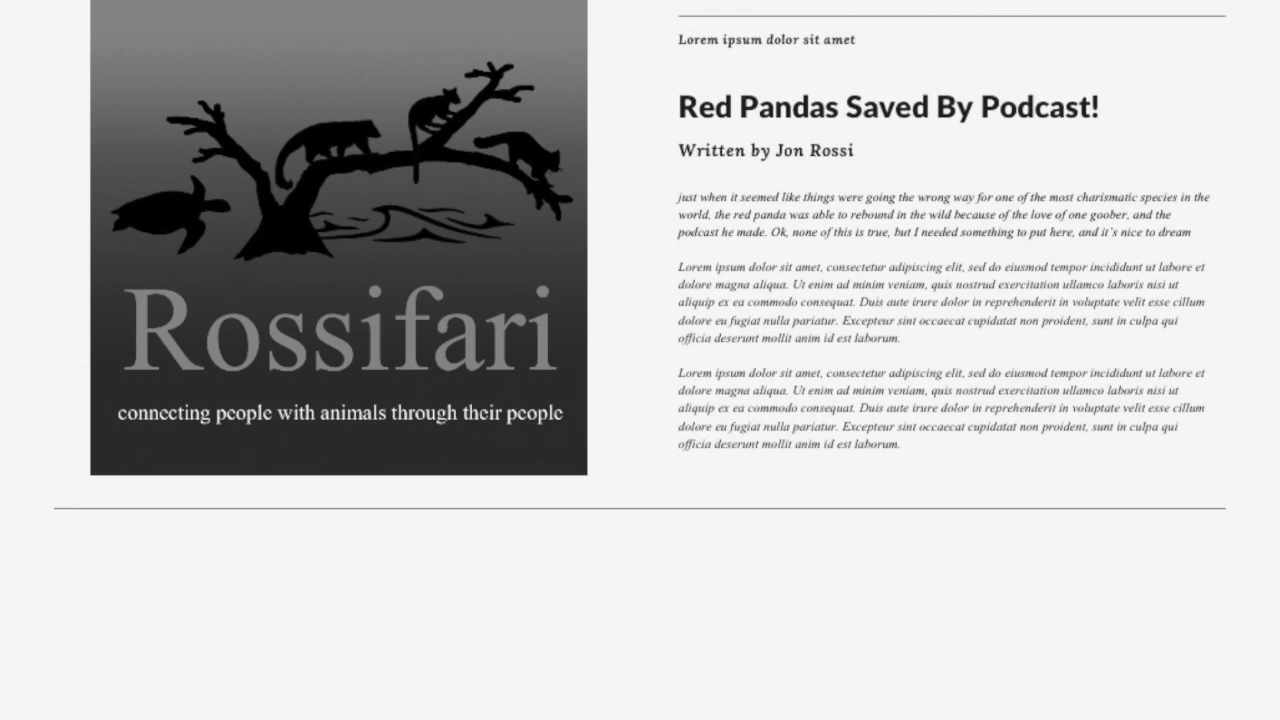 Rossifari
connecting people with animals through their people
Lorem ipsum dolor sit amet
Red Pandas Saved By Podcast!
Written by Jon Rossi
just when it seemed like things were going the wrong way for one of the most charismatic species in the
world, the red panda was able to rebound in the wild because of the love of one goober, and the
podcast he made. Ok, none of this is true, but I needed something to put here, and it's nice to dream
Lorem ipsum dolor sit amet, consectetur adipiscing elit, sed do eiusmod tempor incididunt ut labore et
dolore magna aliqua. Ut enim ad minim veniam, quis nostrud exercitation ullamco laboris nisi ut
aliquip ex ea commodo consequat. Duis aute irure dolor in reprehenderit in voluptate velit esse cillum
dolore eu fugiat nulla pariatur. Excepteur sint occaecat cupidatat non proident, sunt in culpa qui
officia deserunt mollit anim id est laborum.
Lorem ipsum dolor sit amet, consectetur adipiscing elit, sed do eiusmod tempor incididunt ut labore et
dolore magna aliqua. Ut enim ad minim veniam, quis nostrud exercitation ullamco laboris nisi ut
aliquip ex ea commodo consequat. Duis aute irure dolor in reprehenderit in voluptate velit esse cillum
dolore eu fugiat nulla pariatur. Excepteur sint occaecat cupidatat non proident, sunt in culpa qui
officia deserunt mollit anim id est laborum.